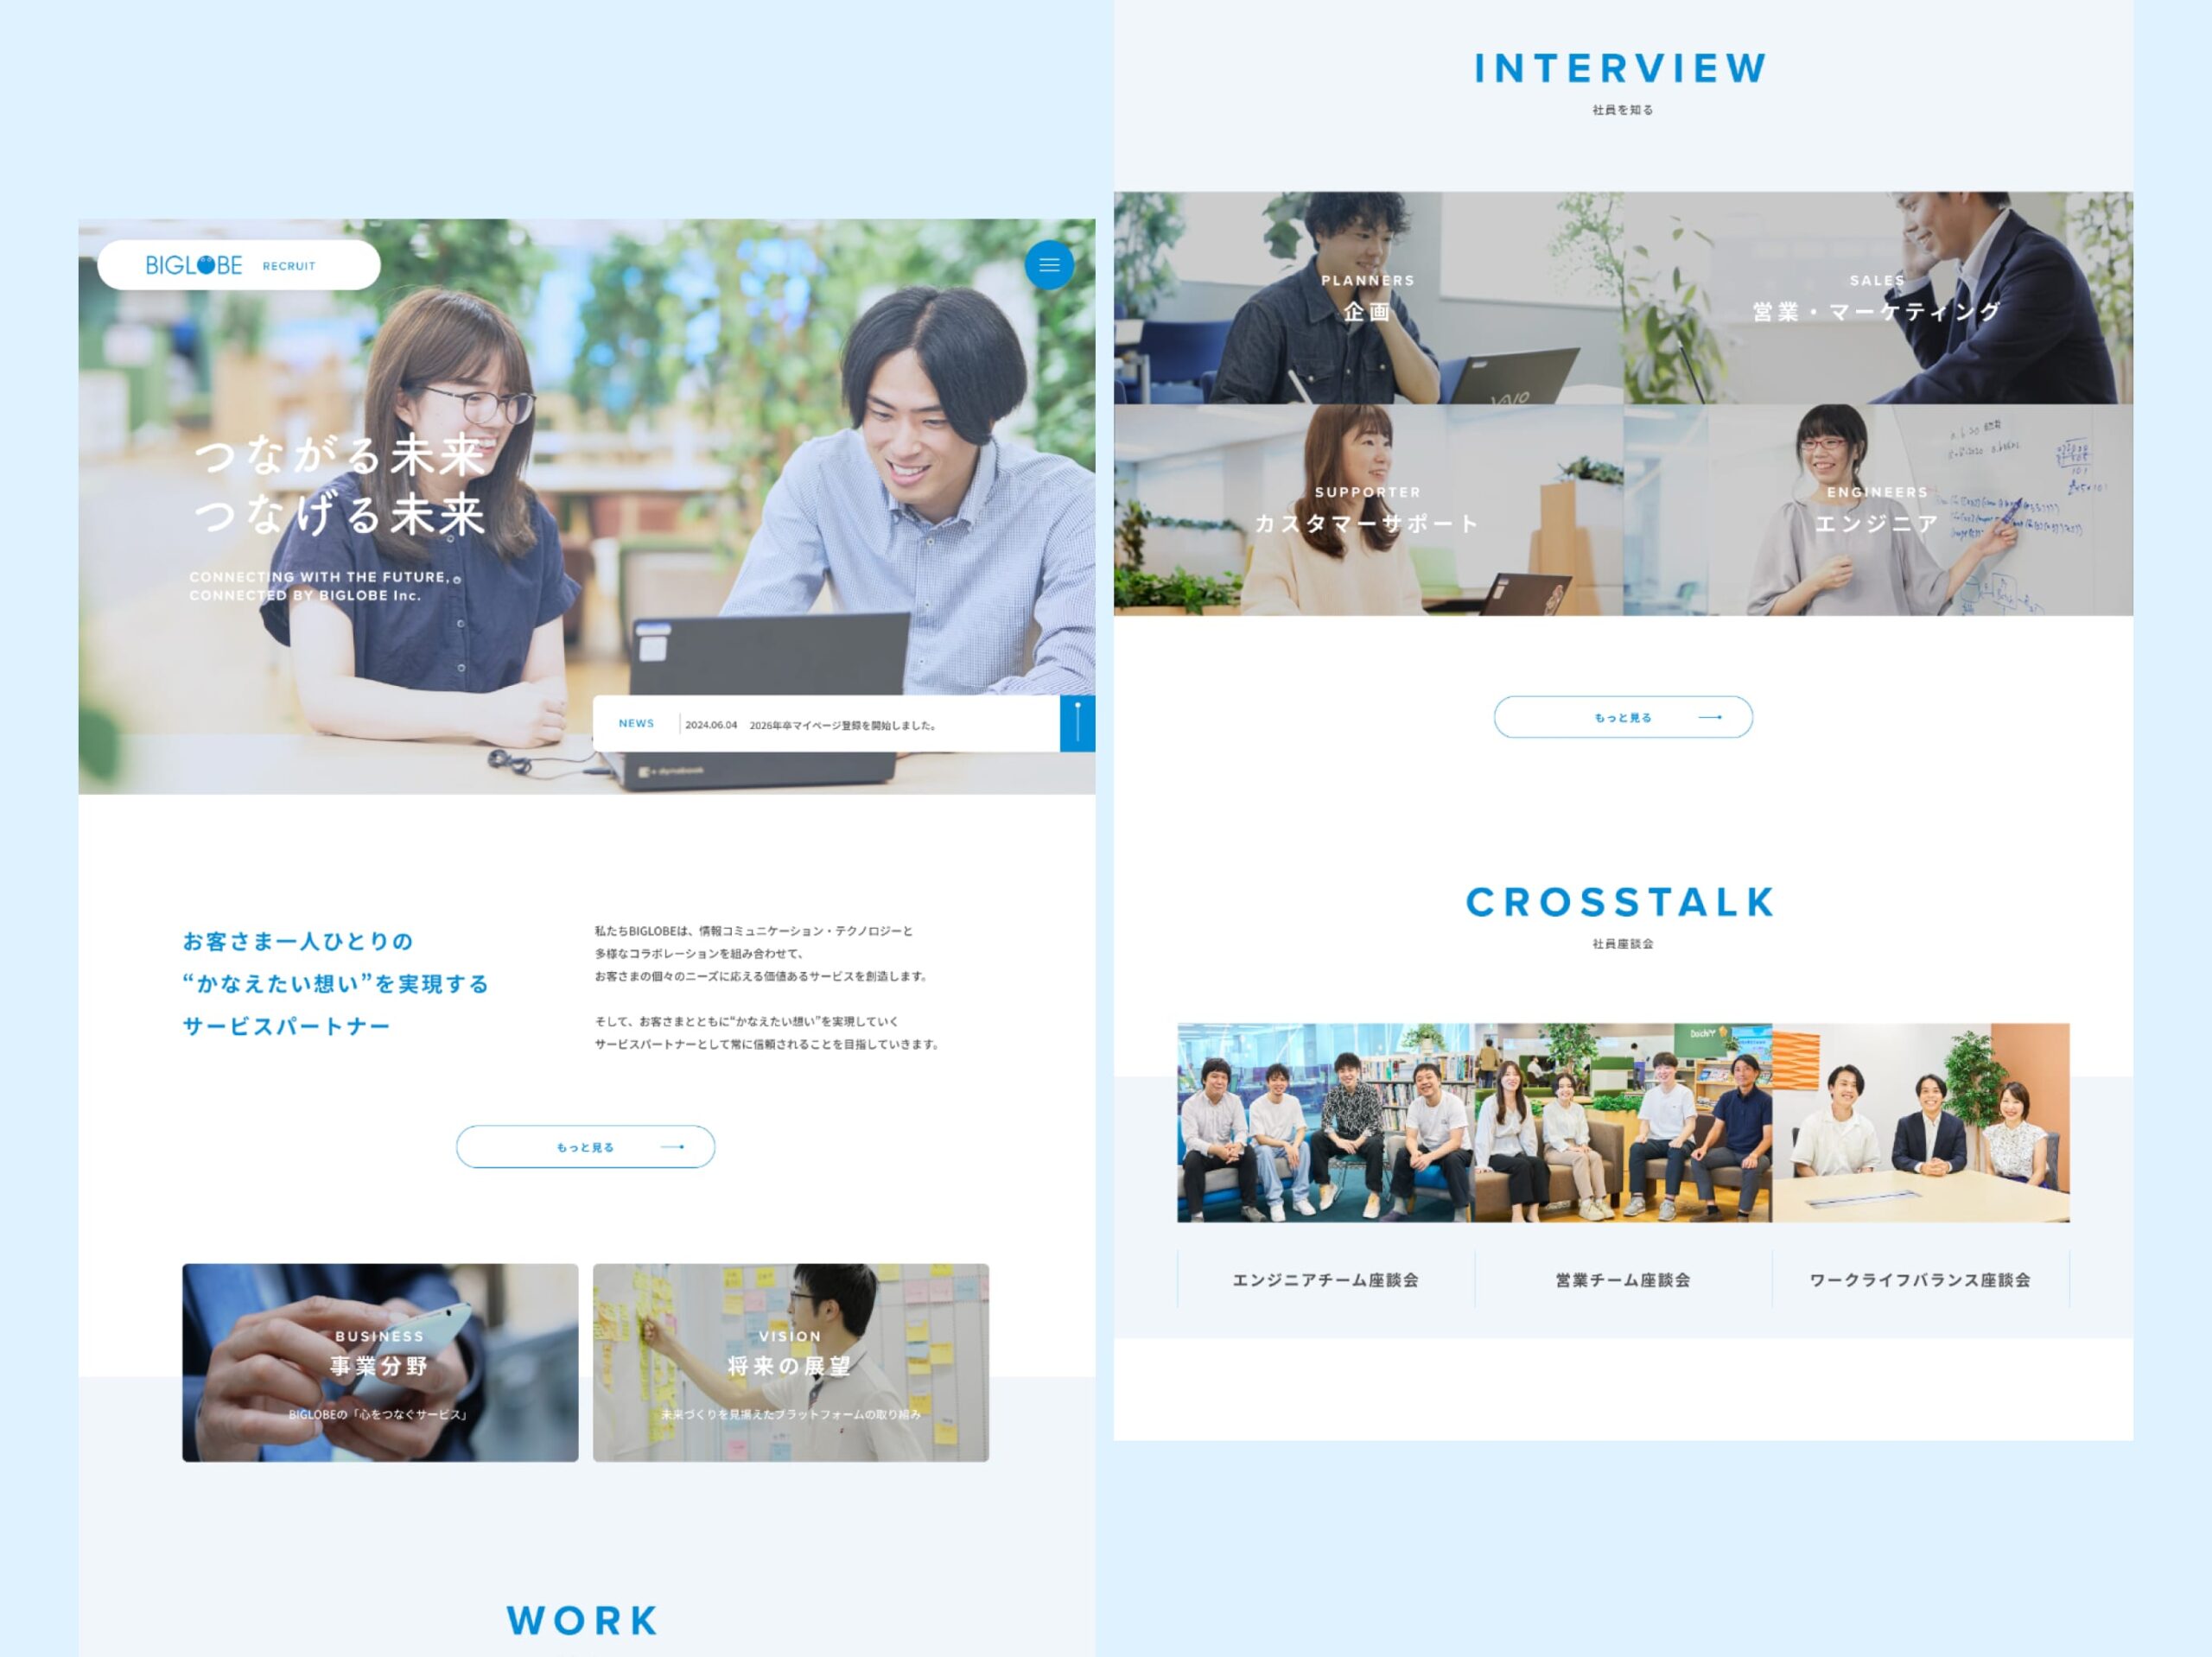 BIGLOBE RECRUIT
つながる未来
つなげる未来
CONNECTING WITH THE FUTURE,
CONNECTED BY BIGLOBE Inc.
NEWS 2024.06.04 2026年卒マイページ登録を開始しました。
dynabook
お客さま一人ひとりの
“かなえたい想い”を実現する
サービスパートナー
私たちBIGLOBEは、情報コミュニケーション・テクノロジーと
多様なコラボレーションを組み合わせて、
お客さまの個々のニーズに応える価値あるサービスを創造します。
そして、お客さまとともに“かなえたい想い”を実現していく
サービスパートナーとして常に信頼されることを目指していきます。
もっと見る
BUSINESS
事業分野
BIGLOBEの「心をつなぐサービス」
VISION
将来の展望
未来づくりを見据えたプラットフォームの取り組み
WORK
INTERVIEW
社員を知る
PLANNERS
企画
VAIO
SALES
営業・マーケティング
SUPPORTER
カスタマーサポート
ENGINEERS
エンジニア
もっと見る
CROSSTALK
社員座談会
エンジニアチーム座談会
営業チーム座談会
ワークライフバランス座談会